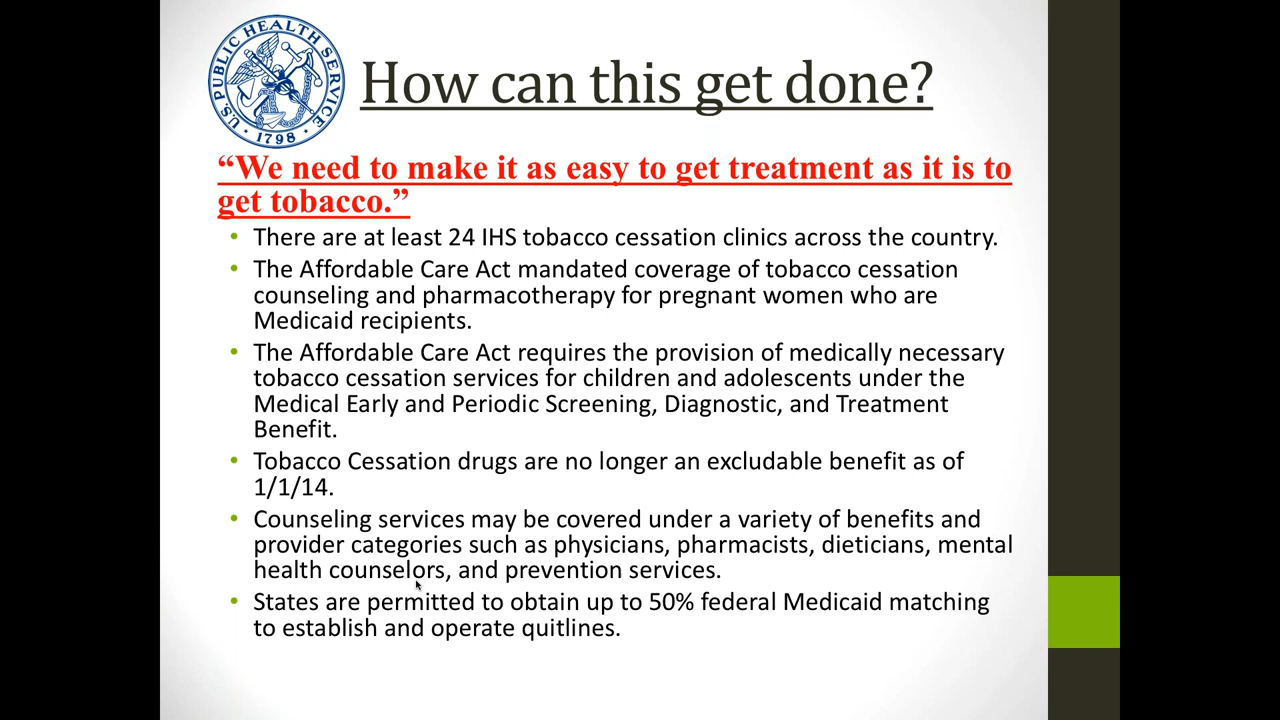 U.S. PUBLIC HEALTH SERVICE
• 1798 •
How can this get done?
“We need to make it as easy to get treatment as it is to
get tobacco.”
• There are at least 24 IHS tobacco cessation clinics across the country.
• The Affordable Care Act mandated coverage of tobacco cessation
counseling and pharmacotherapy for pregnant women who are
Medicaid recipients.
• The Affordable Care Act requires the provision of medically necessary
tobacco cessation services for children and adolescents under the
Medical Early and Periodic Screening, Diagnostic, and Treatment
Benefit.
• Tobacco Cessation drugs are no longer an excludable benefit as of
1/1/14.
• Counseling services may be covered under a variety of benefits and
provider categories such as physicians, pharmacists, dieticians, mental
health counselors, and prevention services.
• States are permitted to obtain up to 50% federal Medicaid matching
to establish and operate quitlines.